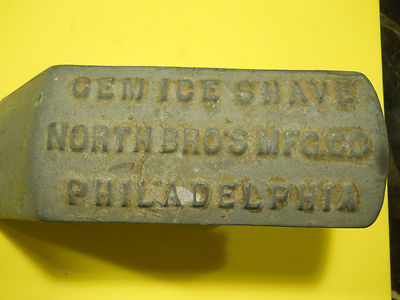 GEM ICE SHAVE
NORTH BRO'S MFG.CO
PHILADELPHIA